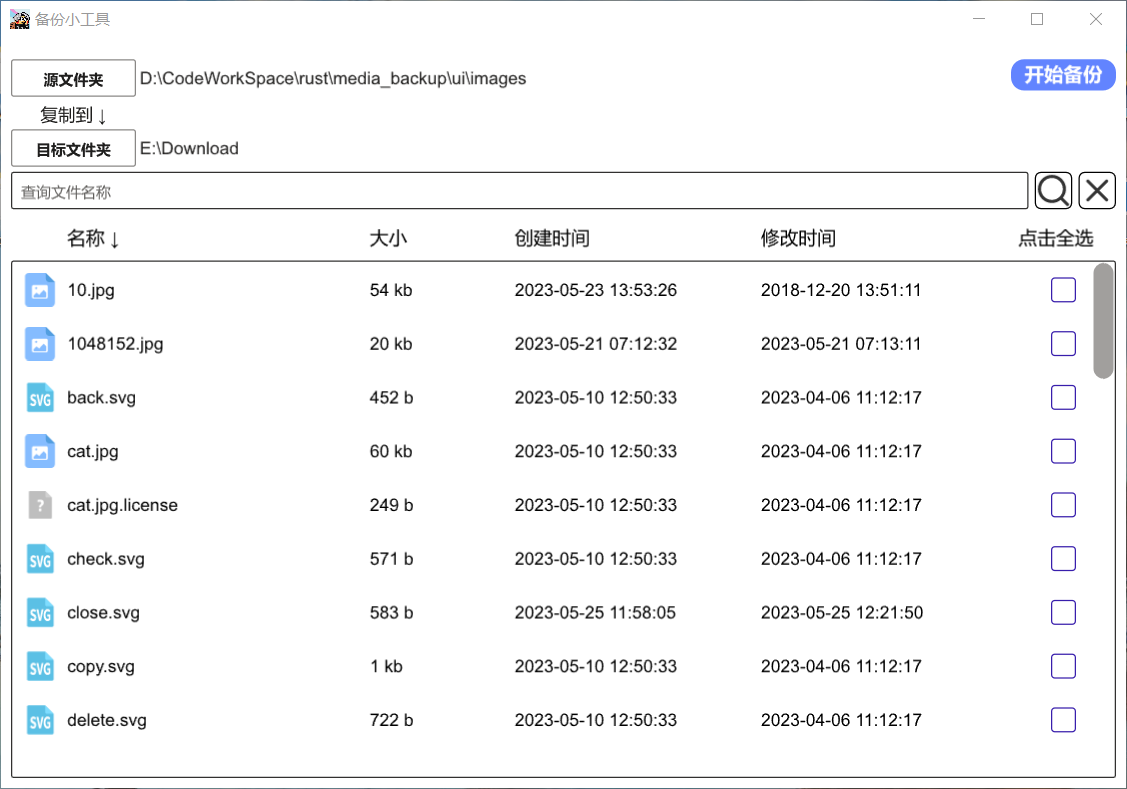 备份小工具
源文件夹 D:\CodeWorkSpace\rust\media_backup\ui\images 开始备份
复制到 ↓
目标文件夹 E:\Download
查询文件名称
名称 ↓ 大小 创建时间 修改时间 点击全选
10.jpg 54 kb 2023-05-23 13:53:26 2018-12-20 13:51:11
1048152.jpg 20 kb 2023-05-21 07:12:32 2023-05-21 07:13:11
SVG back.svg 452 b 2023-05-10 12:50:33 2023-04-06 11:12:17
cat.jpg 60 kb 2023-05-10 12:50:33 2023-04-06 11:12:17
? cat.jpg.license 249 b 2023-05-10 12:50:33 2023-04-06 11:12:17
SVG check.svg 571 b 2023-05-10 12:50:33 2023-04-06 11:12:17
SVG close.svg 583 b 2023-05-25 11:58:05 2023-05-25 12:21:50
SVG copy.svg 1 kb 2023-05-10 12:50:33 2023-04-06 11:12:17
SVG delete.svg 722 b 2023-05-10 12:50:33 2023-04-06 11:12:17